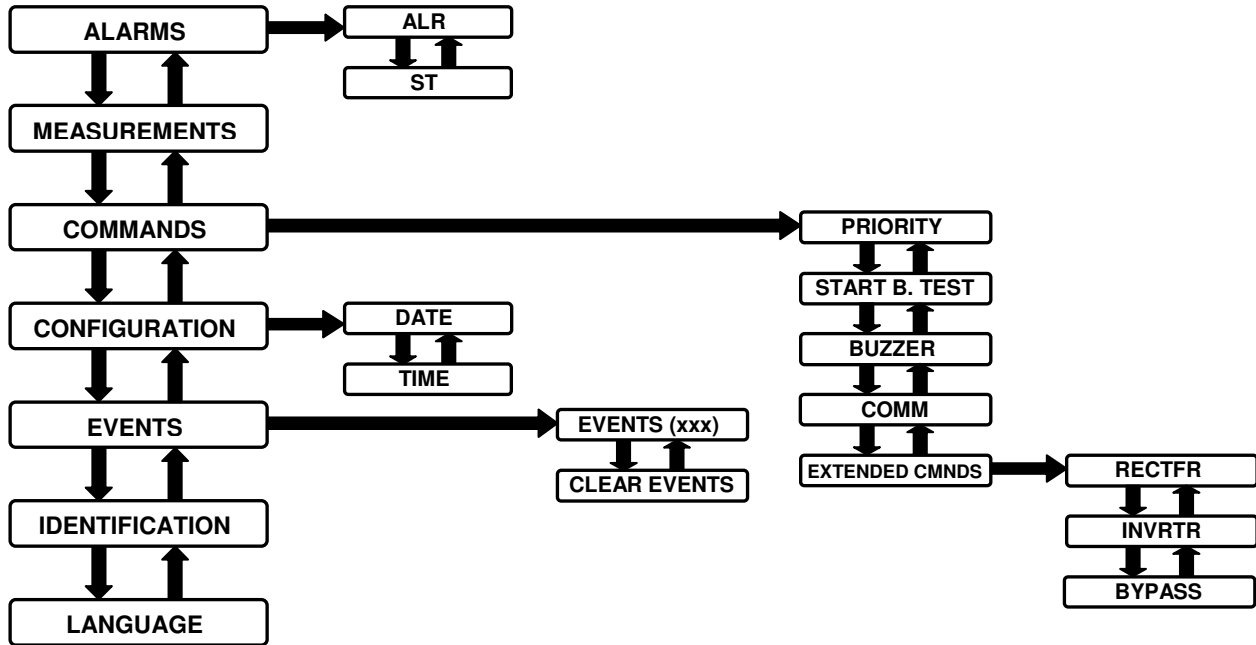 ALARMS
ALR
ST
MEASUREMENTS
COMMANDS
PRIORITY
START B. TEST
BUZZER
COMM
EXTENDED CMNDS
RECTFR
INVRTR
BYPASS
CONFIGURATION
DATE
TIME
EVENTS
EVENTS (xxx)
CLEAR EVENTS
IDENTIFICATION
LANGUAGE